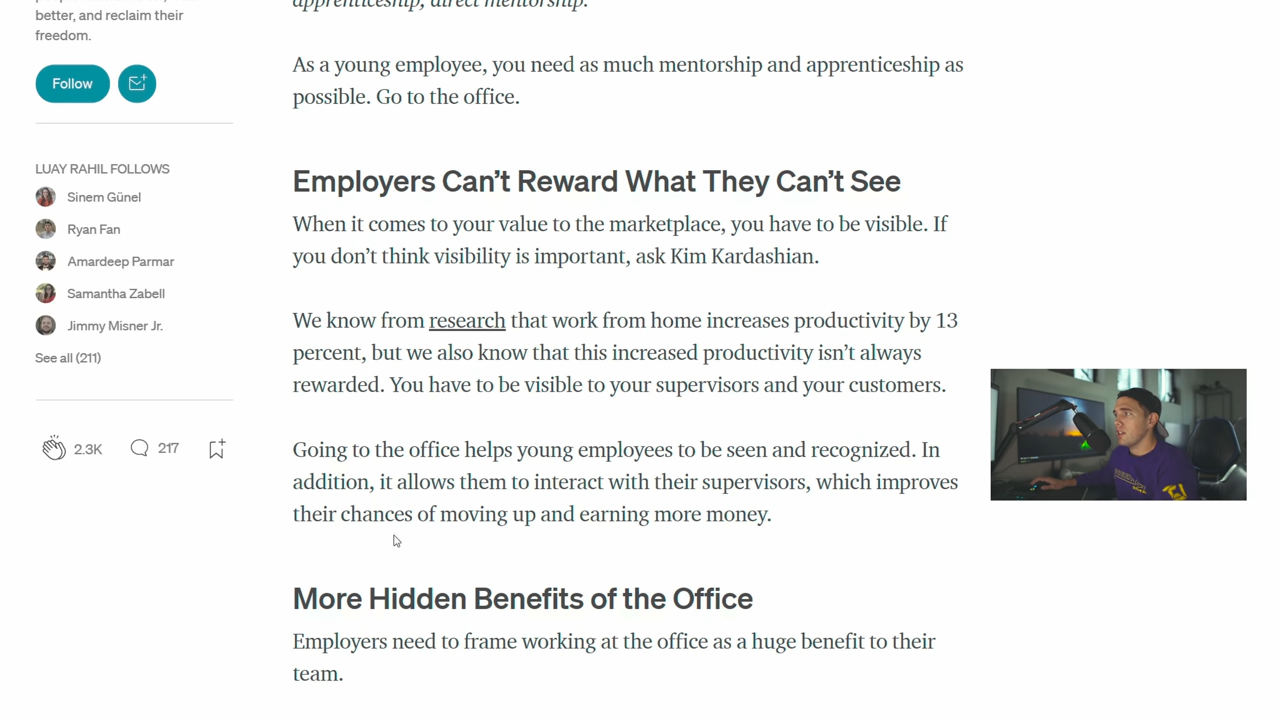 better, and reclaim their
freedom.
Follow
LUAY RAHIL FOLLOWS
Sinem Günel
Ryan Fan
Amardeep Parmar
Samantha Zabell
Jimmy Misner Jr.
See all (211)
2.3K
217
apprenticeship, direct mentorship.
As a young employee, you need as much mentorship and apprenticeship as
possible. Go to the office.
Employers Can’t Reward What They Can’t See
When it comes to your value to the marketplace, you have to be visible. If
you don’t think visibility is important, ask Kim Kardashian.
We know from research that work from home increases productivity by 13
percent, but we also know that this increased productivity isn’t always
rewarded. You have to be visible to your supervisors and your customers.
Going to the office helps young employees to be seen and recognized. In
addition, it allows them to interact with their supervisors, which improves
their chances of moving up and earning more money.
More Hidden Benefits of the Office
Employers need to frame working at the office as a huge benefit to their
team.